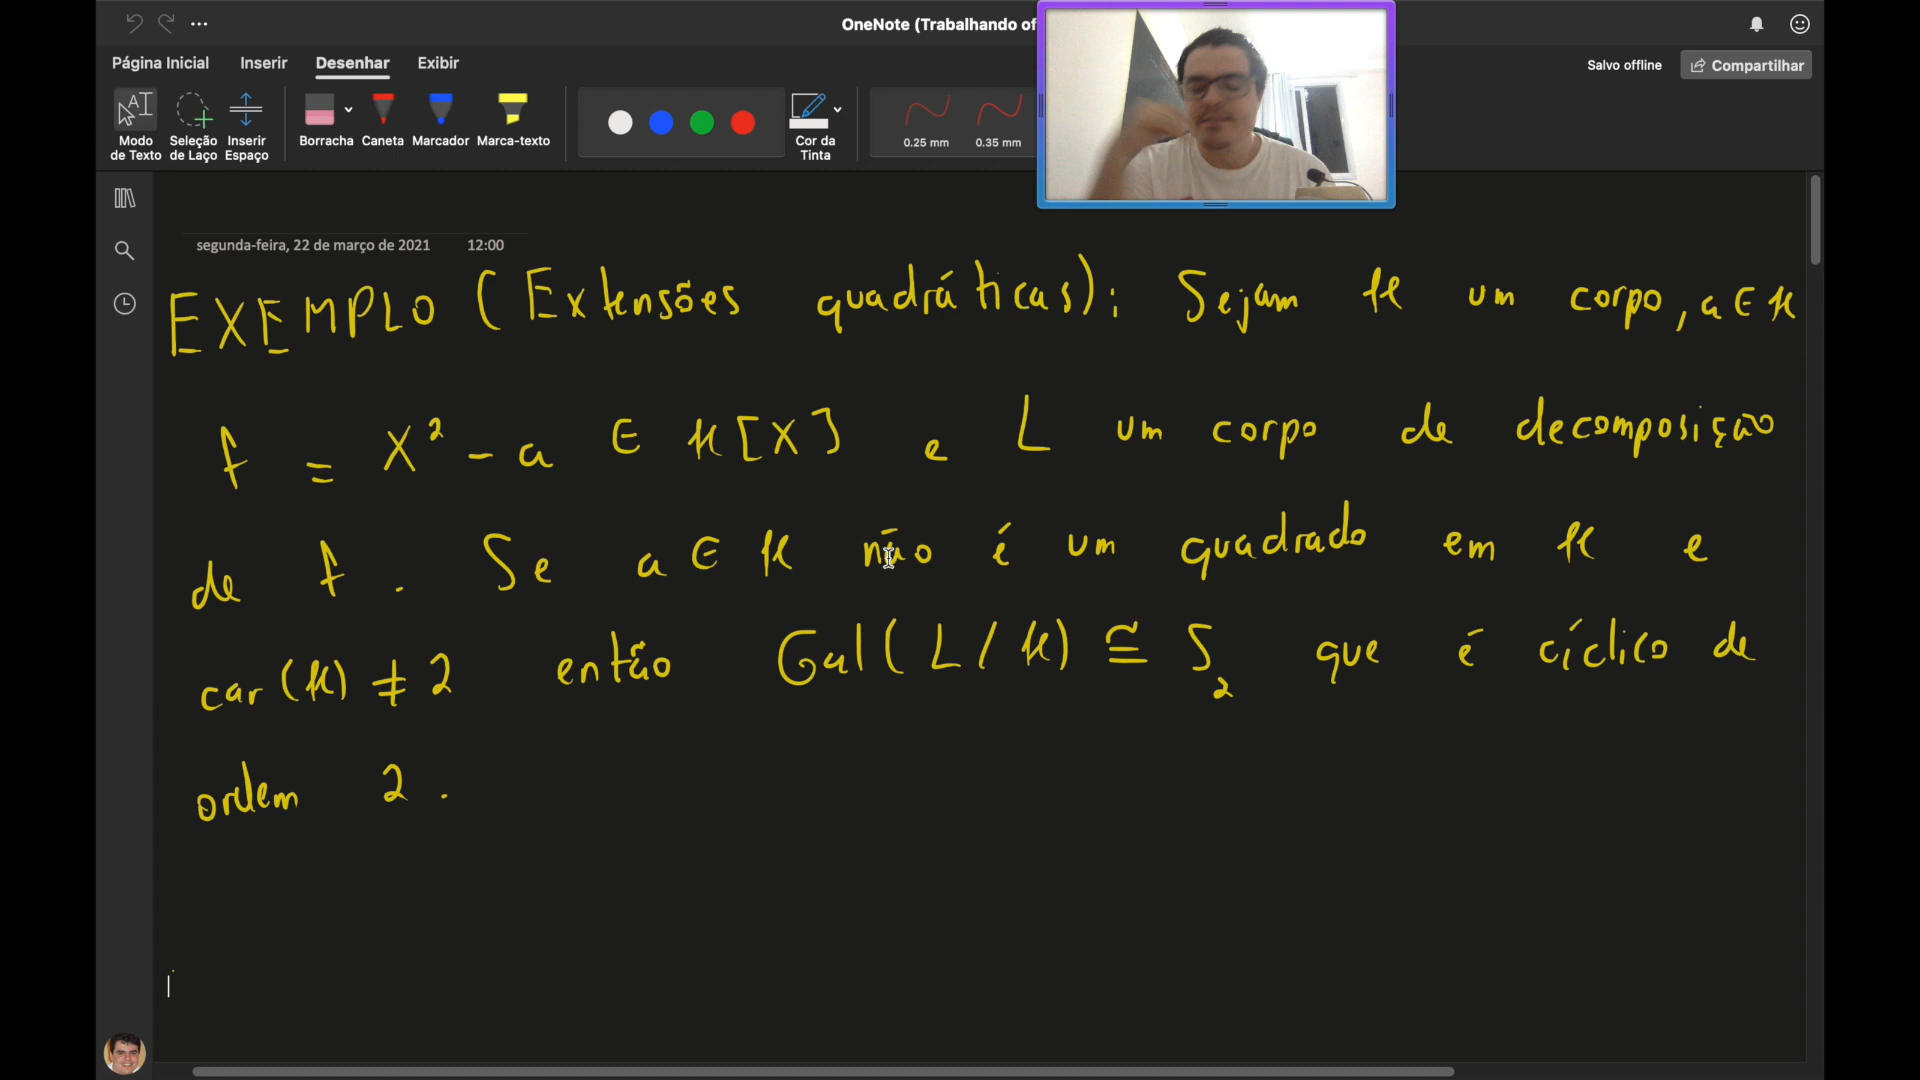 OneNote (Trabalhando of
Página Inicial Inserir Desenhar Exibir
Salvo offline Compartilhar
Modo de Texto Seleção de Laço Inserir Espaço Borracha Caneta Marcador Marca-texto Cor da Tinta 0.25 mm 0.35 mm
segunda-feira, 22 de março de 2021 12:00
EXEMPLO (Extensões quadráticas): Sejam K um corpo, a ∈ K
f = X² - a ∈ K[X] e L um corpo de decomposição
de f. Se a ∈ K não é um quadrado em K e
car(K) ≠ 2 então Gal(L/K) ≅ S₂ que é cíclico de
ordem 2.